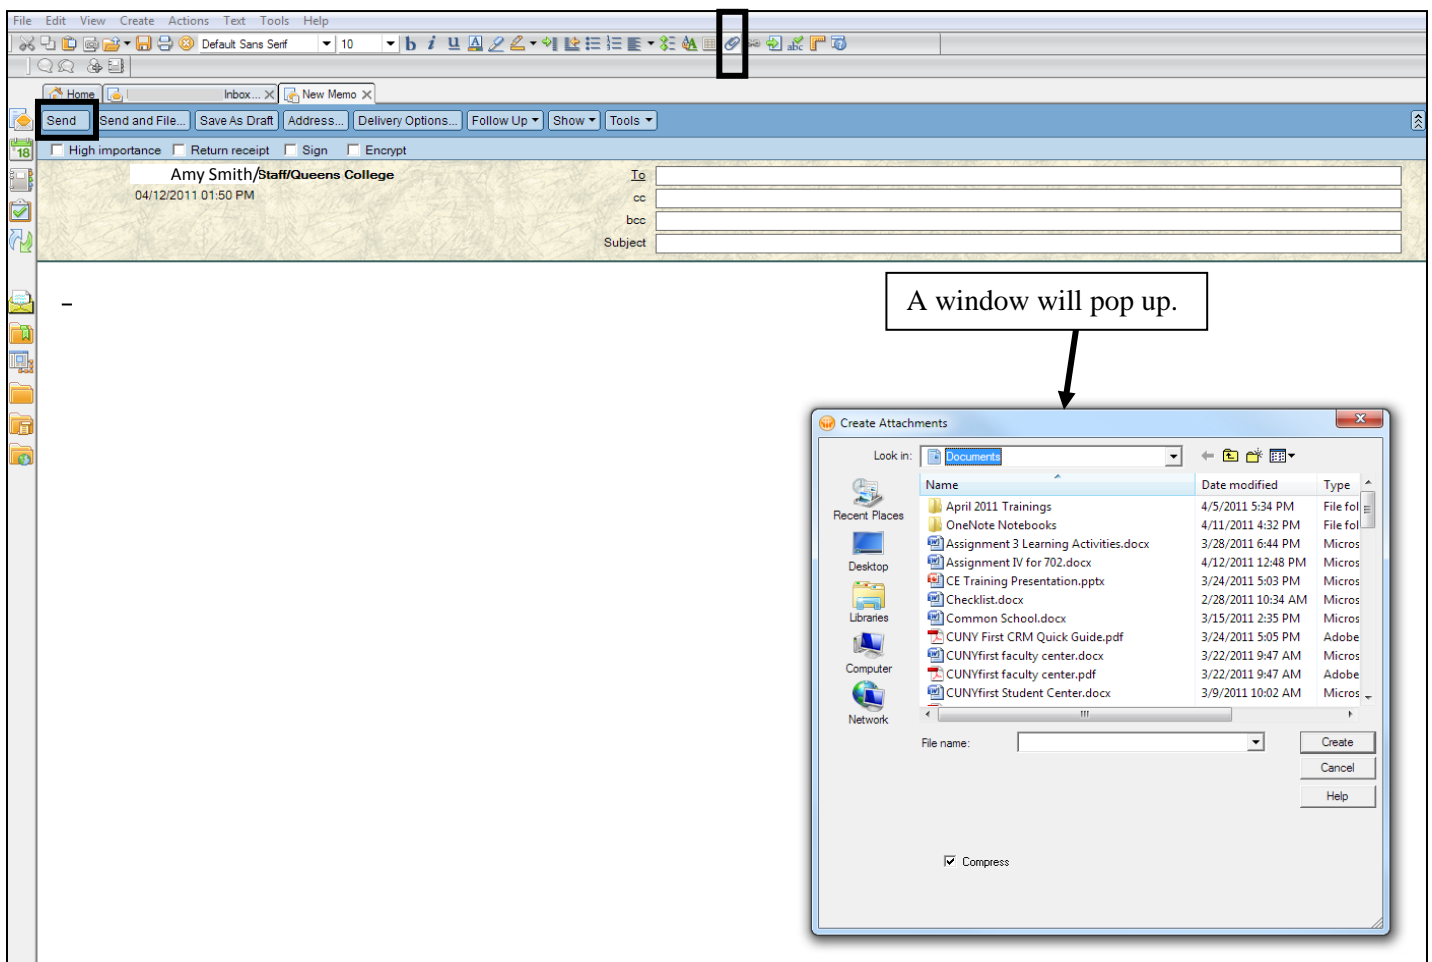 File Edit View Create Actions Text Tools Help
Default Sans Serif 10 b i u A abc
Home Inbox... New Memo
Send Send and File... Save As Draft Address... Delivery Options... Follow Up Show Tools
18 High importance Return receipt Sign Encrypt
Amy Smith/Staff/Queens College To
04/12/2011 01:50 PM cc
bcc
Subject
A window will pop up.
Create Attachments
Look in: Documents
Name Date modified Type
Recent Places
Desktop
Libraries
Computer
Network
April 2011 Trainings 4/5/2011 5:34 PM File fol
OneNote Notebooks 4/11/2011 4:32 PM File fol
Assignment 3 Learning Activities.docx 3/28/2011 6:44 PM Micros
Assignment IV for 702.docx 4/12/2011 12:48 PM Micros
CE Training Presentation.pptx 3/24/2011 5:03 PM Micros
Checklist.docx 2/28/2011 10:34 AM Micros
Common School.docx 3/15/2011 2:35 PM Micros
CUNY First CRM Quick Guide.pdf 3/24/2011 5:05 PM Adobe
CUNYfirst faculty center.docx 3/22/2011 9:47 AM Micros
CUNYfirst faculty center.pdf 3/22/2011 9:47 AM Adobe
CUNYfirst Student Center.docx 3/9/2011 10:02 AM Micros
File name: Create
Cancel
Help
Compress